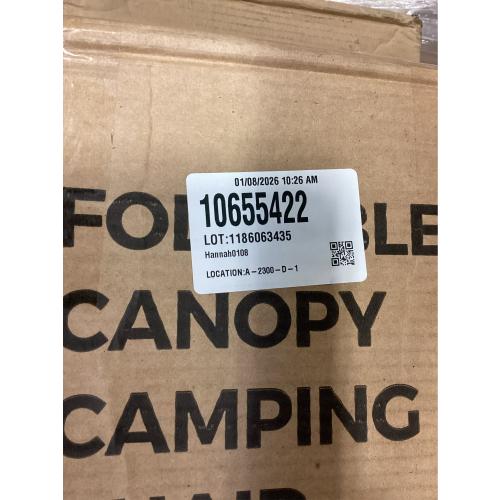 01/08/2026 10:26 AM
10655422
LOT:1186063435
Hannah0108
LOCATION:A-2300-D-1
CANOPY
CAMPING